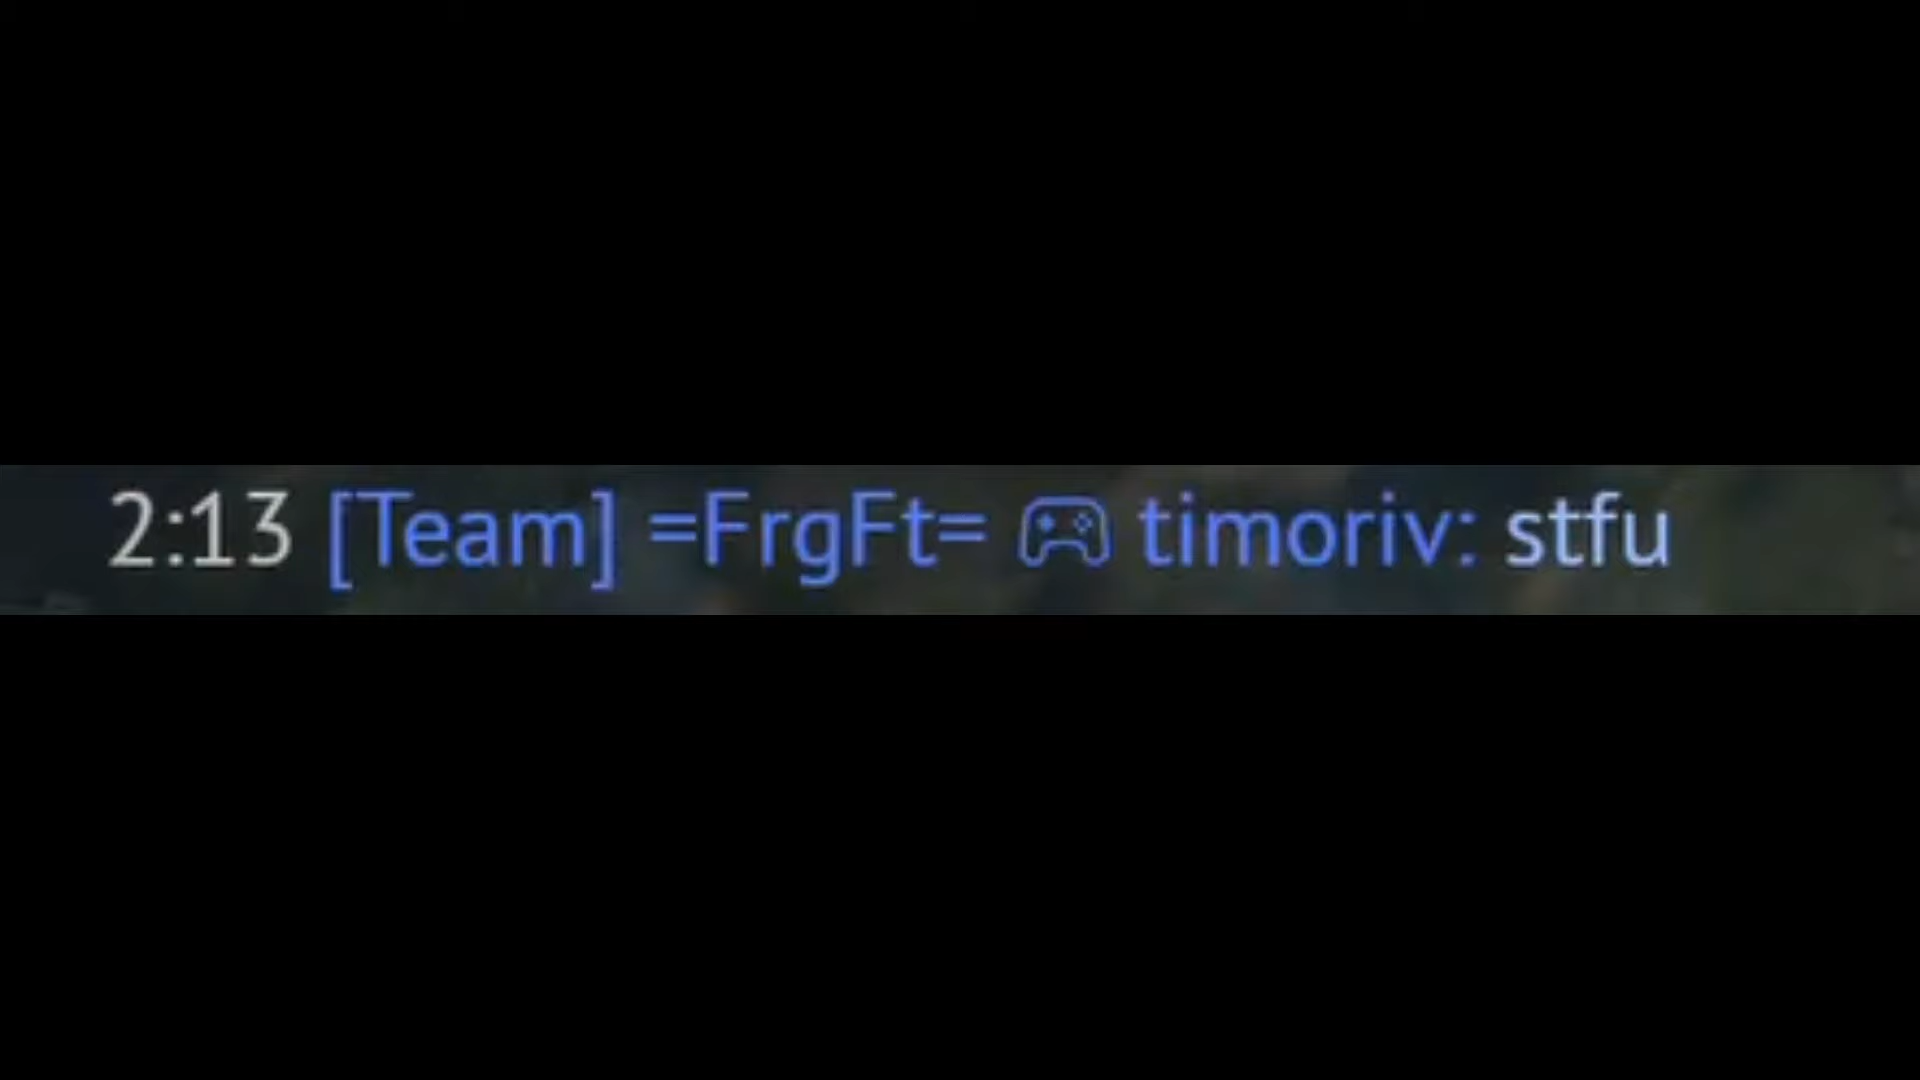 2:13 [Team] =FrgFt= 🎮 timoriv: stfu